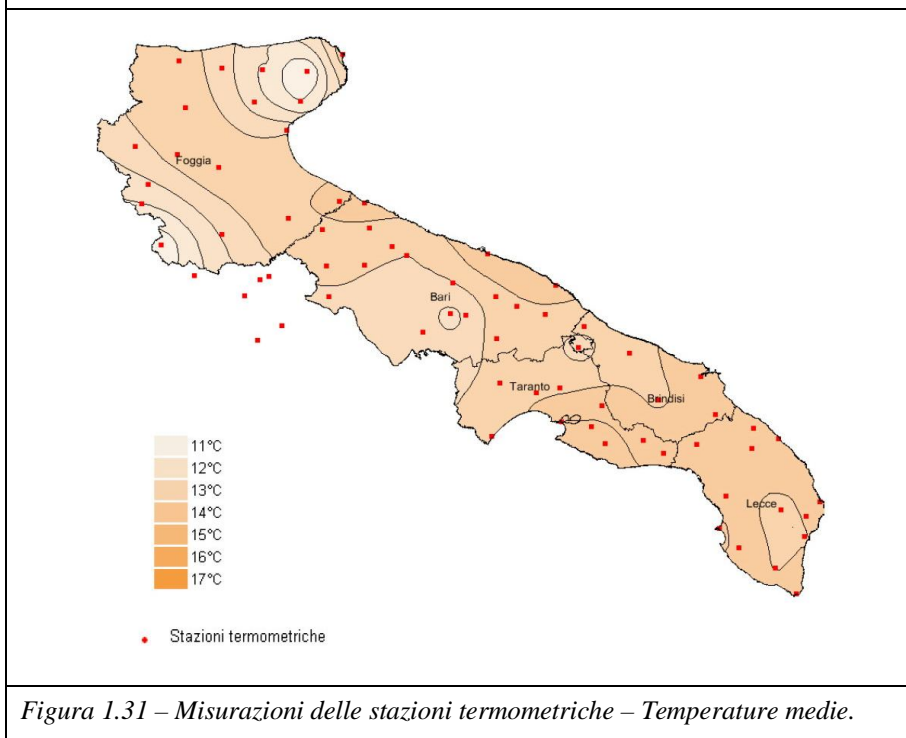 Foggia
Bari
Taranto
Brindisi
Lecce
11°C
12°C
13°C
14°C
15°C
16°C
17°C
Stazioni termometriche
Figura 1.31 – Misurazioni delle stazioni termometriche – Temperature medie.